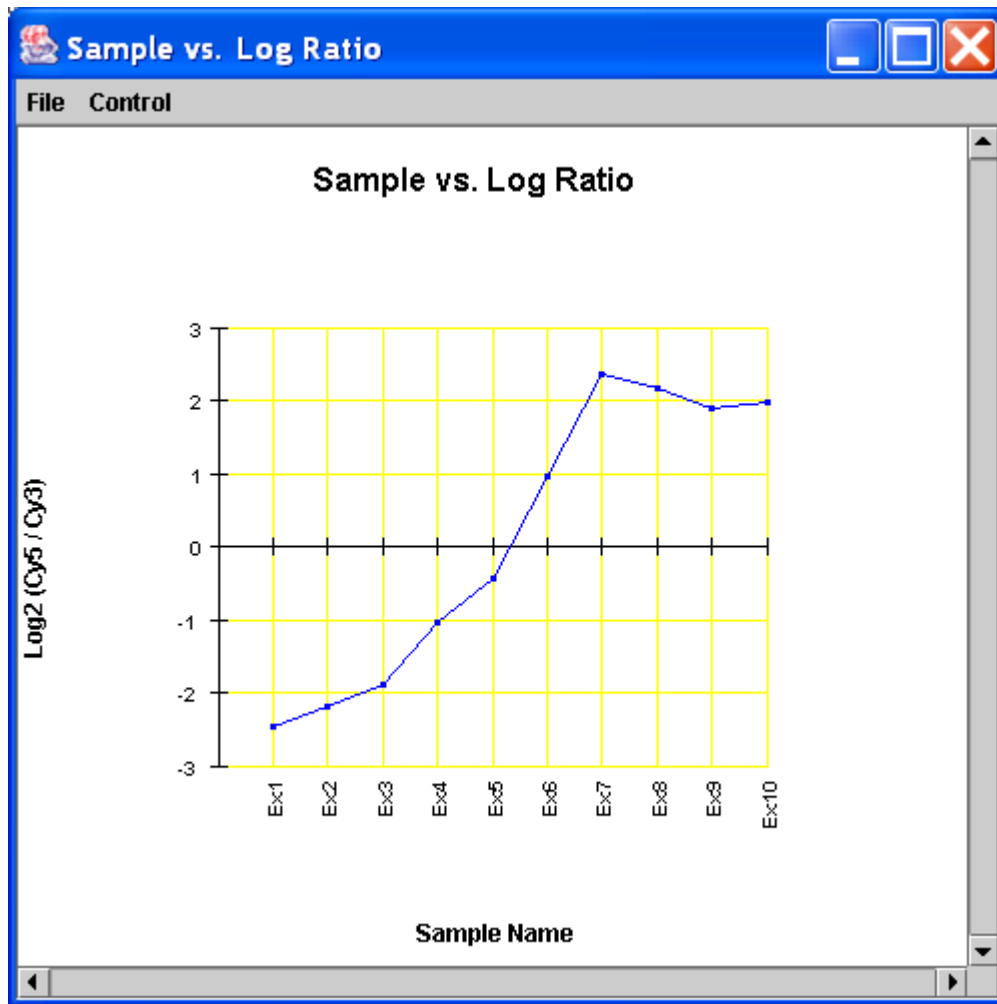 Sample vs. Log Ratio
File Control
Sample vs. Log Ratio
3
2
1
0
-1
-2
-3
Log2 (Cy5 / Cy3)
Ex1 Ex2 Ex3 Ex4 Ex5 Ex6 Ex7 Ex8 Ex9 Ex10
Sample Name